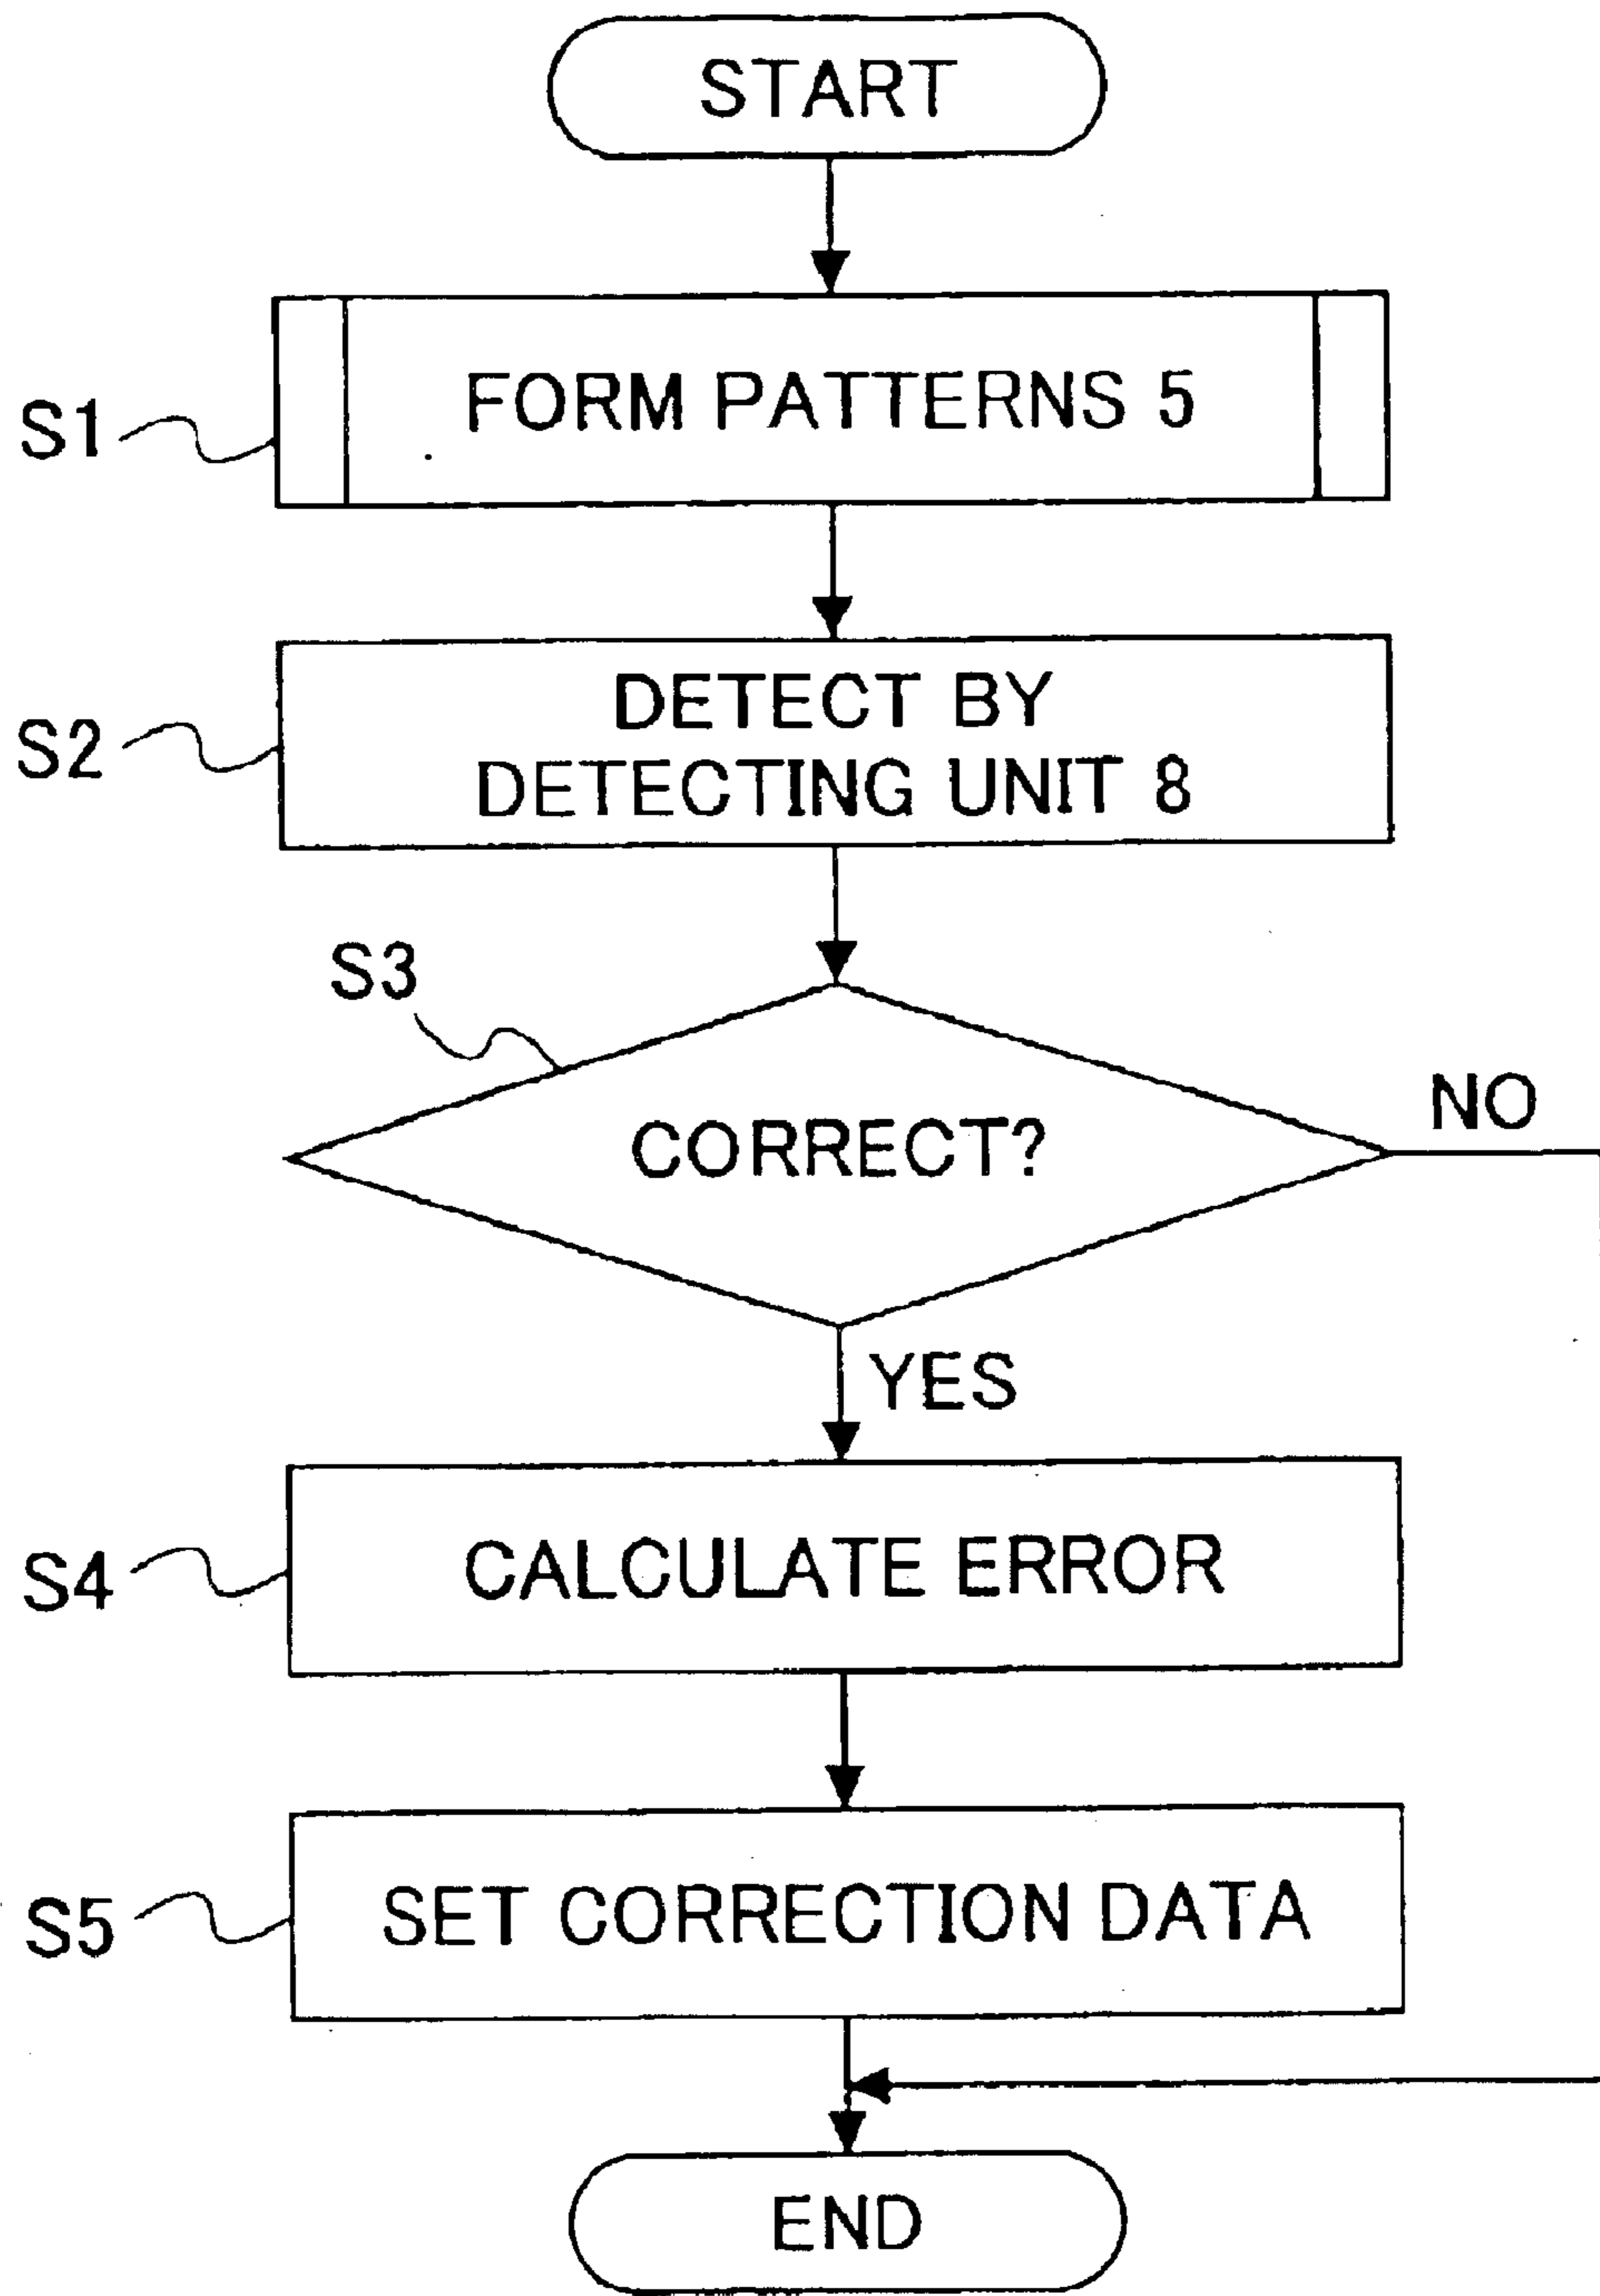 START
S1
FORM PATTERNS 5
S2
DETECT BY
DETECTING UNIT 8
S3
CORRECT?
NO
YES
S4
CALCULATE ERROR
S5
SET CORRECTION DATA
END